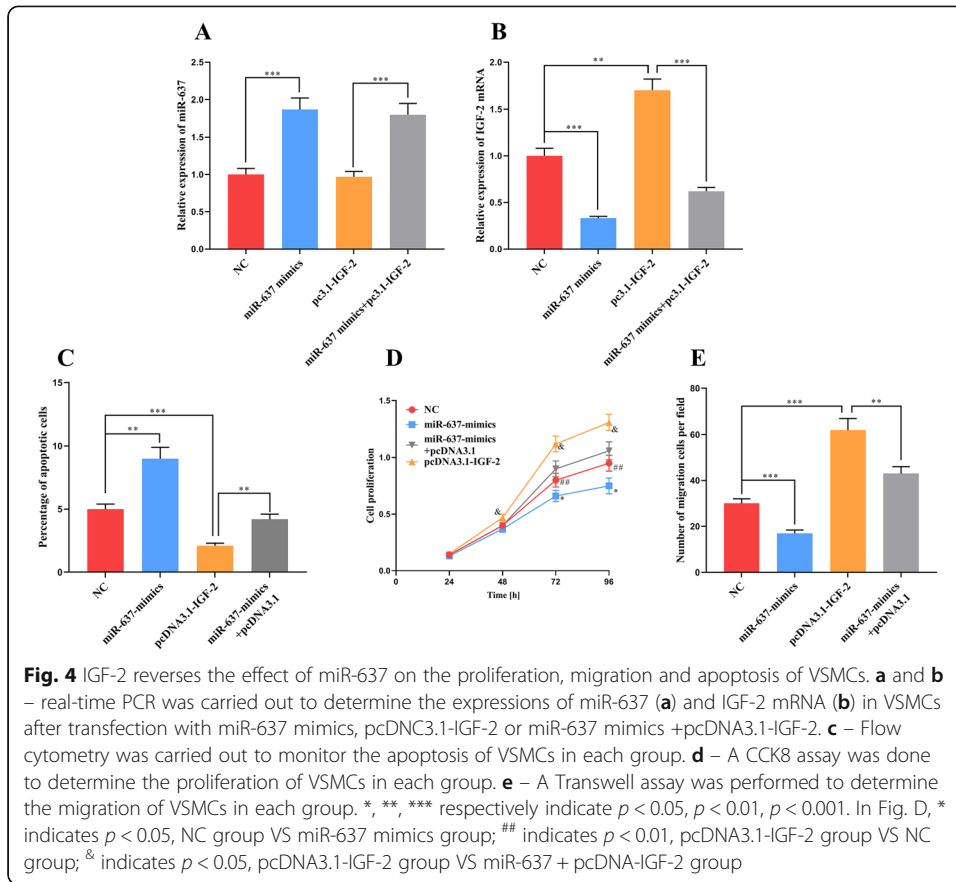 A
Relative expression of miR-637
2.5
2.0
1.5
1.0
0.5
0.0
***
***
NC
miR-637 mimics
pc3.1-IGF-2
miR-637 mimics+pc3.1-IGF-2
B
Relative expression of IGF-2 mRNA
2.0
1.5
1.0
0.5
0.0
**
***
***
NC
miR-637 mimics
pc3.1-IGF-2
miR-637 mimics+pc3.1-IGF-2
C
Percentage of apoptotic cells
15
10
5
0
***
**
**
NC
miR-637-mimics
pcDNA3.1-IGF-2
miR-637-mimics
+pcDNA3.1
D
Cell proliferation
1.5
1.0
0.5
0.0
NC
miR-637-mimics
miR-637-mimics
+pcDNA3.1
pcDNA3.1-IGF-2
&
&
&
##
##
*
*
0
24
48
72
96
Time [h]
E
Number of migration cells per field
80
60
40
20
0
***
**
***
NC
miR-637-mimics
pcDNA3.1-IGF-2
miR-637-mimics
+pcDNA3.1
Fig. 4 IGF-2 reverses the effect of miR-637 on the proliferation, migration and apoptosis of VSMCs. a and b
– real-time PCR was carried out to determine the expressions of miR-637 (a) and IGF-2 mRNA (b) in VSMCs
after transfection with miR-637 mimics, pcDNC3.1-IGF-2 or miR-637 mimics +pcDNA3.1-IGF-2. c – Flow
cytometry was carried out to monitor the apoptosis of VSMCs in each group. d – A CCK8 assay was done
to determine the proliferation of VSMCs in each group. e – A Transwell assay was performed to determine
the migration of VSMCs in each group. *, **, *** respectively indicate p < 0.05, p < 0.01, p < 0.001. In Fig. D, *
indicates p < 0.05, NC group VS miR-637 mimics group; ## indicates p < 0.01, pcDNA3.1-IGF-2 group VS NC
group; & indicates p < 0.05, pcDNA3.1-IGF-2 group VS miR-637 + pcDNA-IGF-2 group